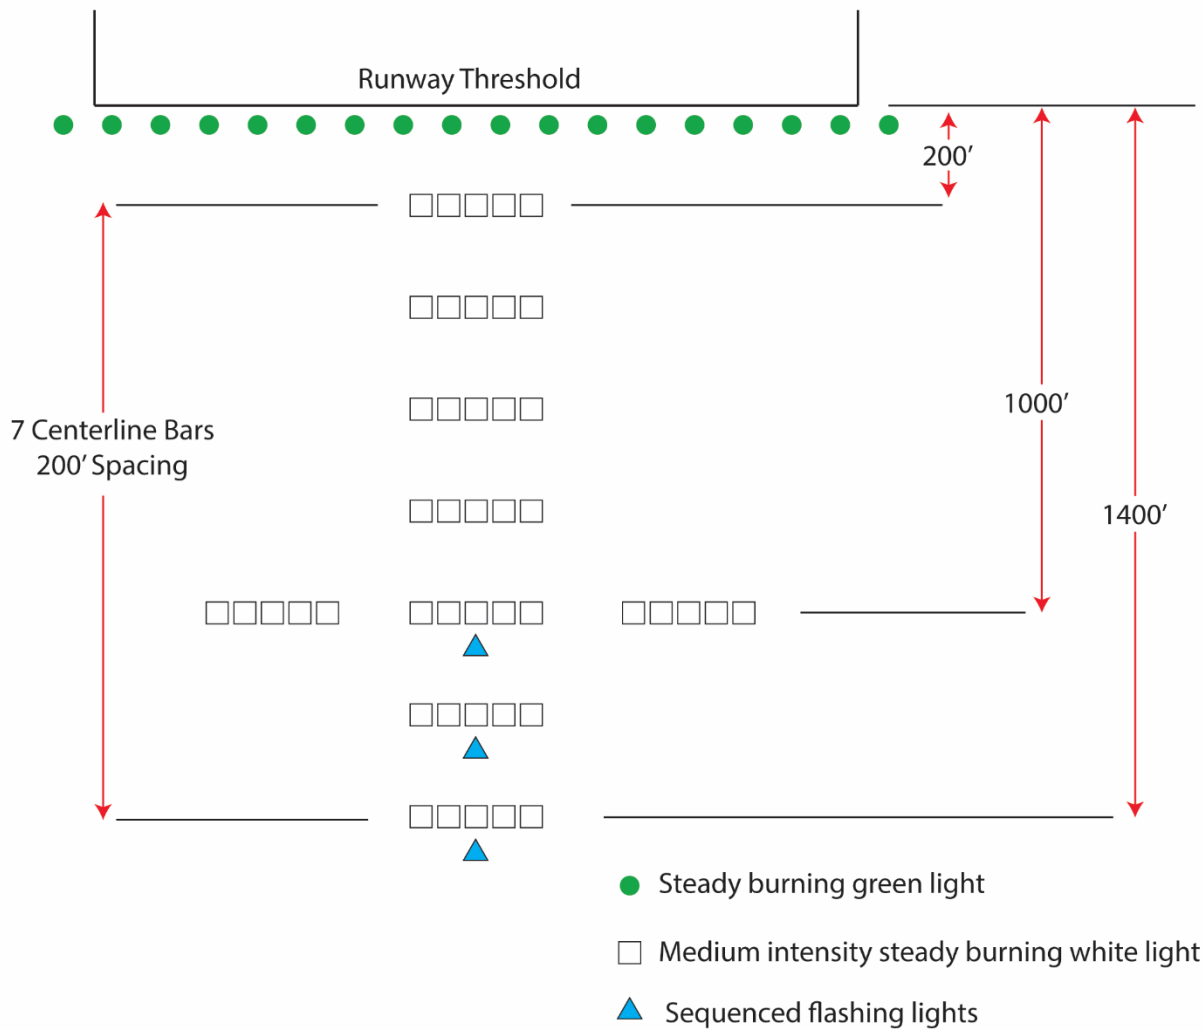 Runway Threshold
200’
7 Centerline Bars
200’ Spacing
1000’
1400’
Steady burning green light
Medium intensity steady burning white light
Sequenced flashing lights